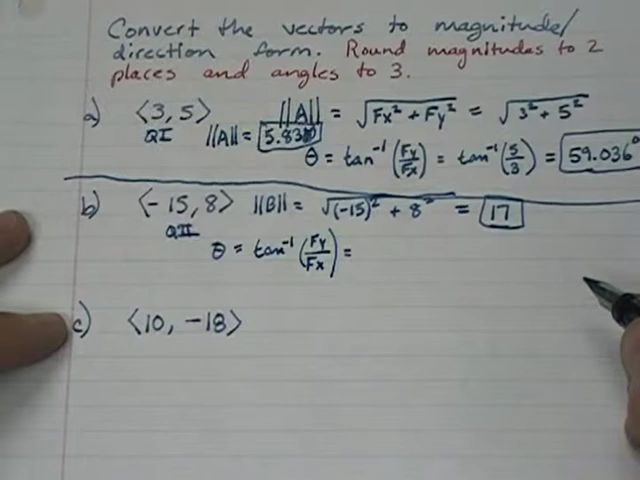 Convert the vectors to magnitude/
direction form. Round magnitudes to 2
places and angles to 3.
a) ⟨3, 5⟩ ||A|| = √(Fx² + Fy²) = √(3² + 5²)
QI ||A|| = 5.83
θ = tan⁻¹(Fy/Fx) = tan⁻¹(5/3) = 59.036°
b) ⟨-15, 8⟩ ||B|| = √((-15)² + 8²) = 17
QII θ = tan⁻¹(Fy/Fx) =
c) ⟨10, -18⟩